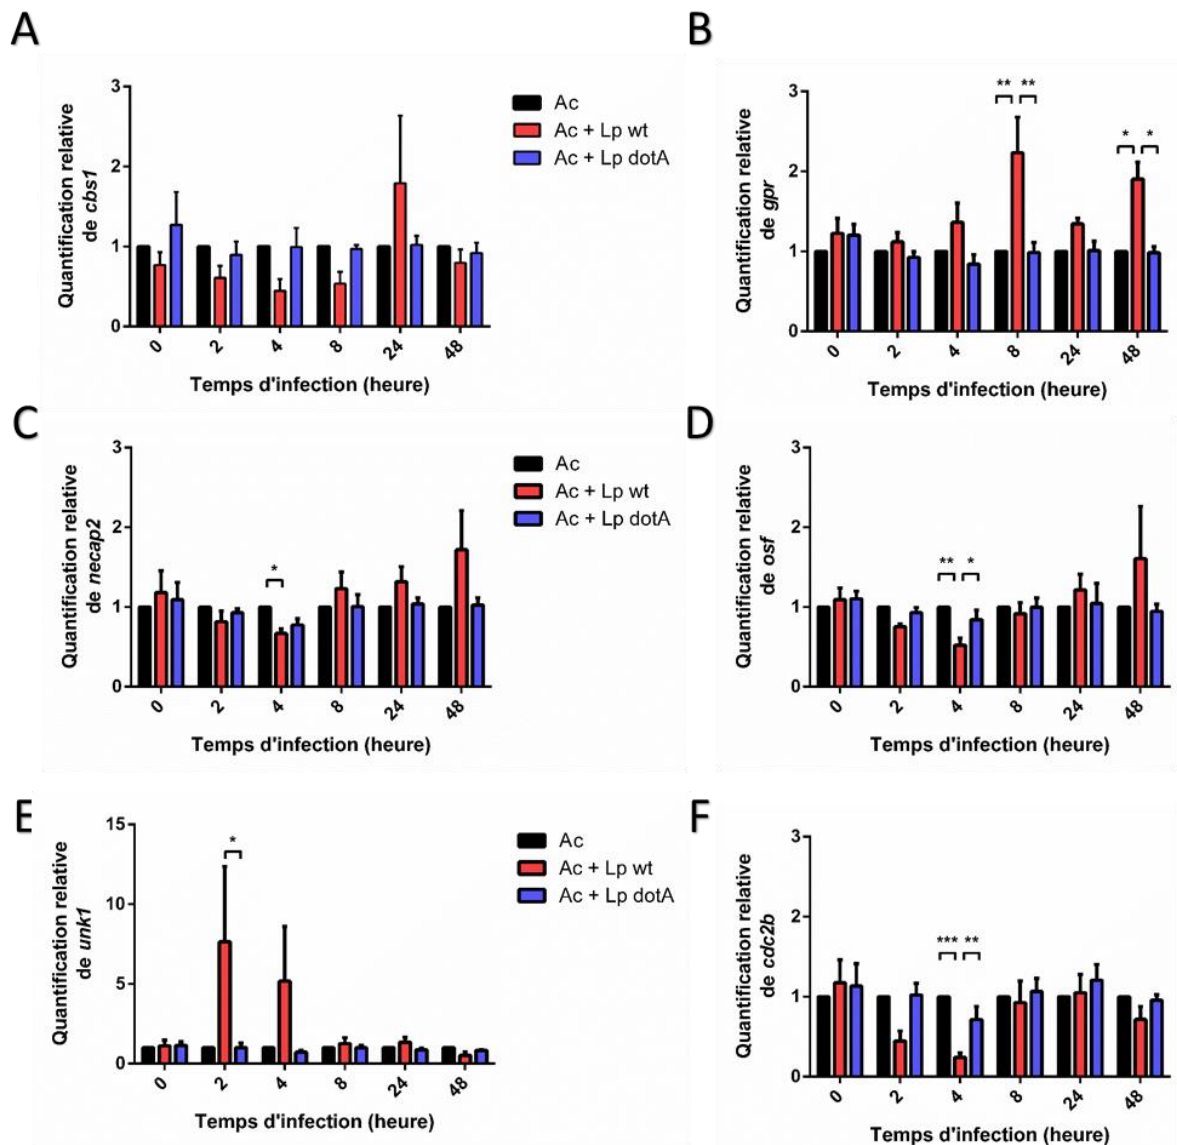 A
Quantification relative
de cbs1
3
2
1
0
0 2 4 8 24 48
Temps d'infection (heure)
Ac
Ac + Lp wt
Ac + Lp dotA
B
Quantification relative
de gpr
3
2
1
0
** **
* *
0 2 4 8 24 48
Temps d'infection (heure)
C
Quantification relative
de necap2
3
2
1
0
*
0 2 4 8 24 48
Temps d'infection (heure)
Ac
Ac + Lp wt
Ac + Lp dotA
D
Quantification relative
de osf
3
2
1
0
** *
0 2 4 8 24 48
Temps d'infection (heure)
E
Quantification relative
de unk1
15
10
5
0
*
0 2 4 8 24 48
Temps d'infection (heure)
Ac
Ac + Lp wt
Ac + Lp dotA
F
Quantification relative
de cdc2b
3
2
1
0
*** **
0 2 4 8 24 48
Temps d'infection (heure)